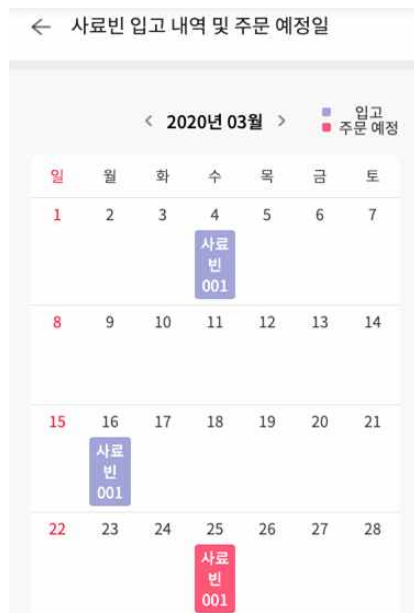 ← 사료빈 입고 내역 및 주문 예정일
< 2020년 03월 >
입고
주문 예정
일 월 화 수 목 금 토
1 2 3 4 5 6 7
사료
빈
001
8 9 10 11 12 13 14
15 16 17 18 19 20 21
사료
빈
001
22 23 24 25 26 27 28
사료
빈
001